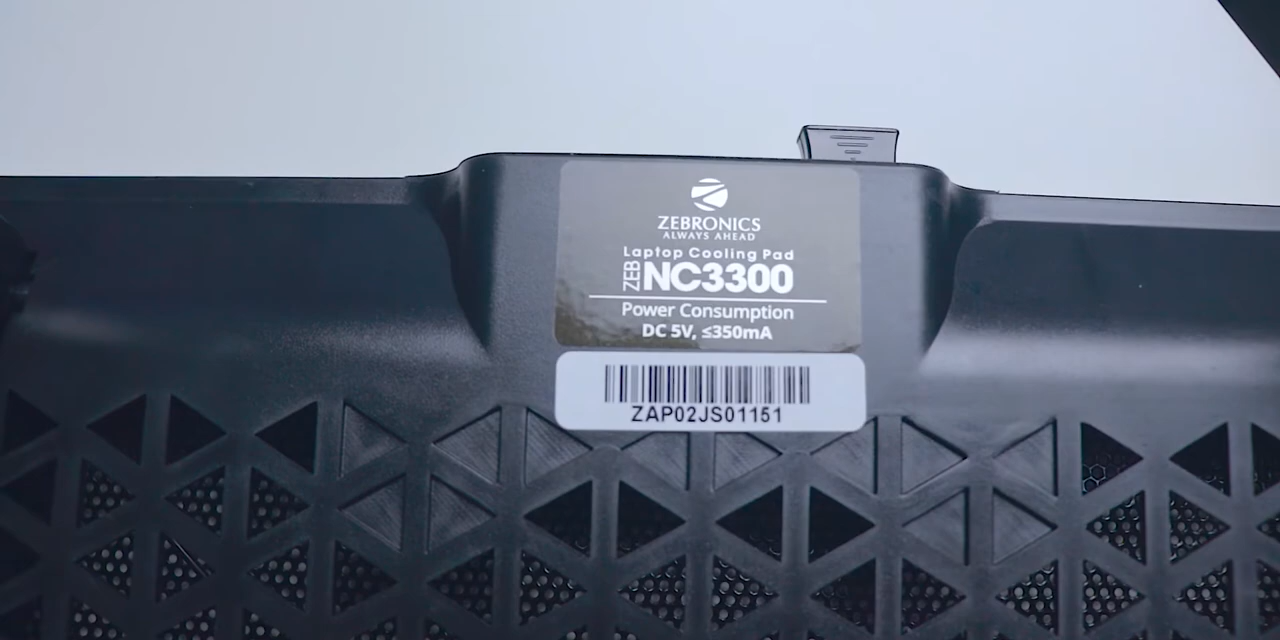 ZEBRONICS
ALWAYS AHEAD
Laptop Cooling Pad
ZEB NC3300
Power Consumption
DC 5V, ≤350mA
ZAP02JS01151